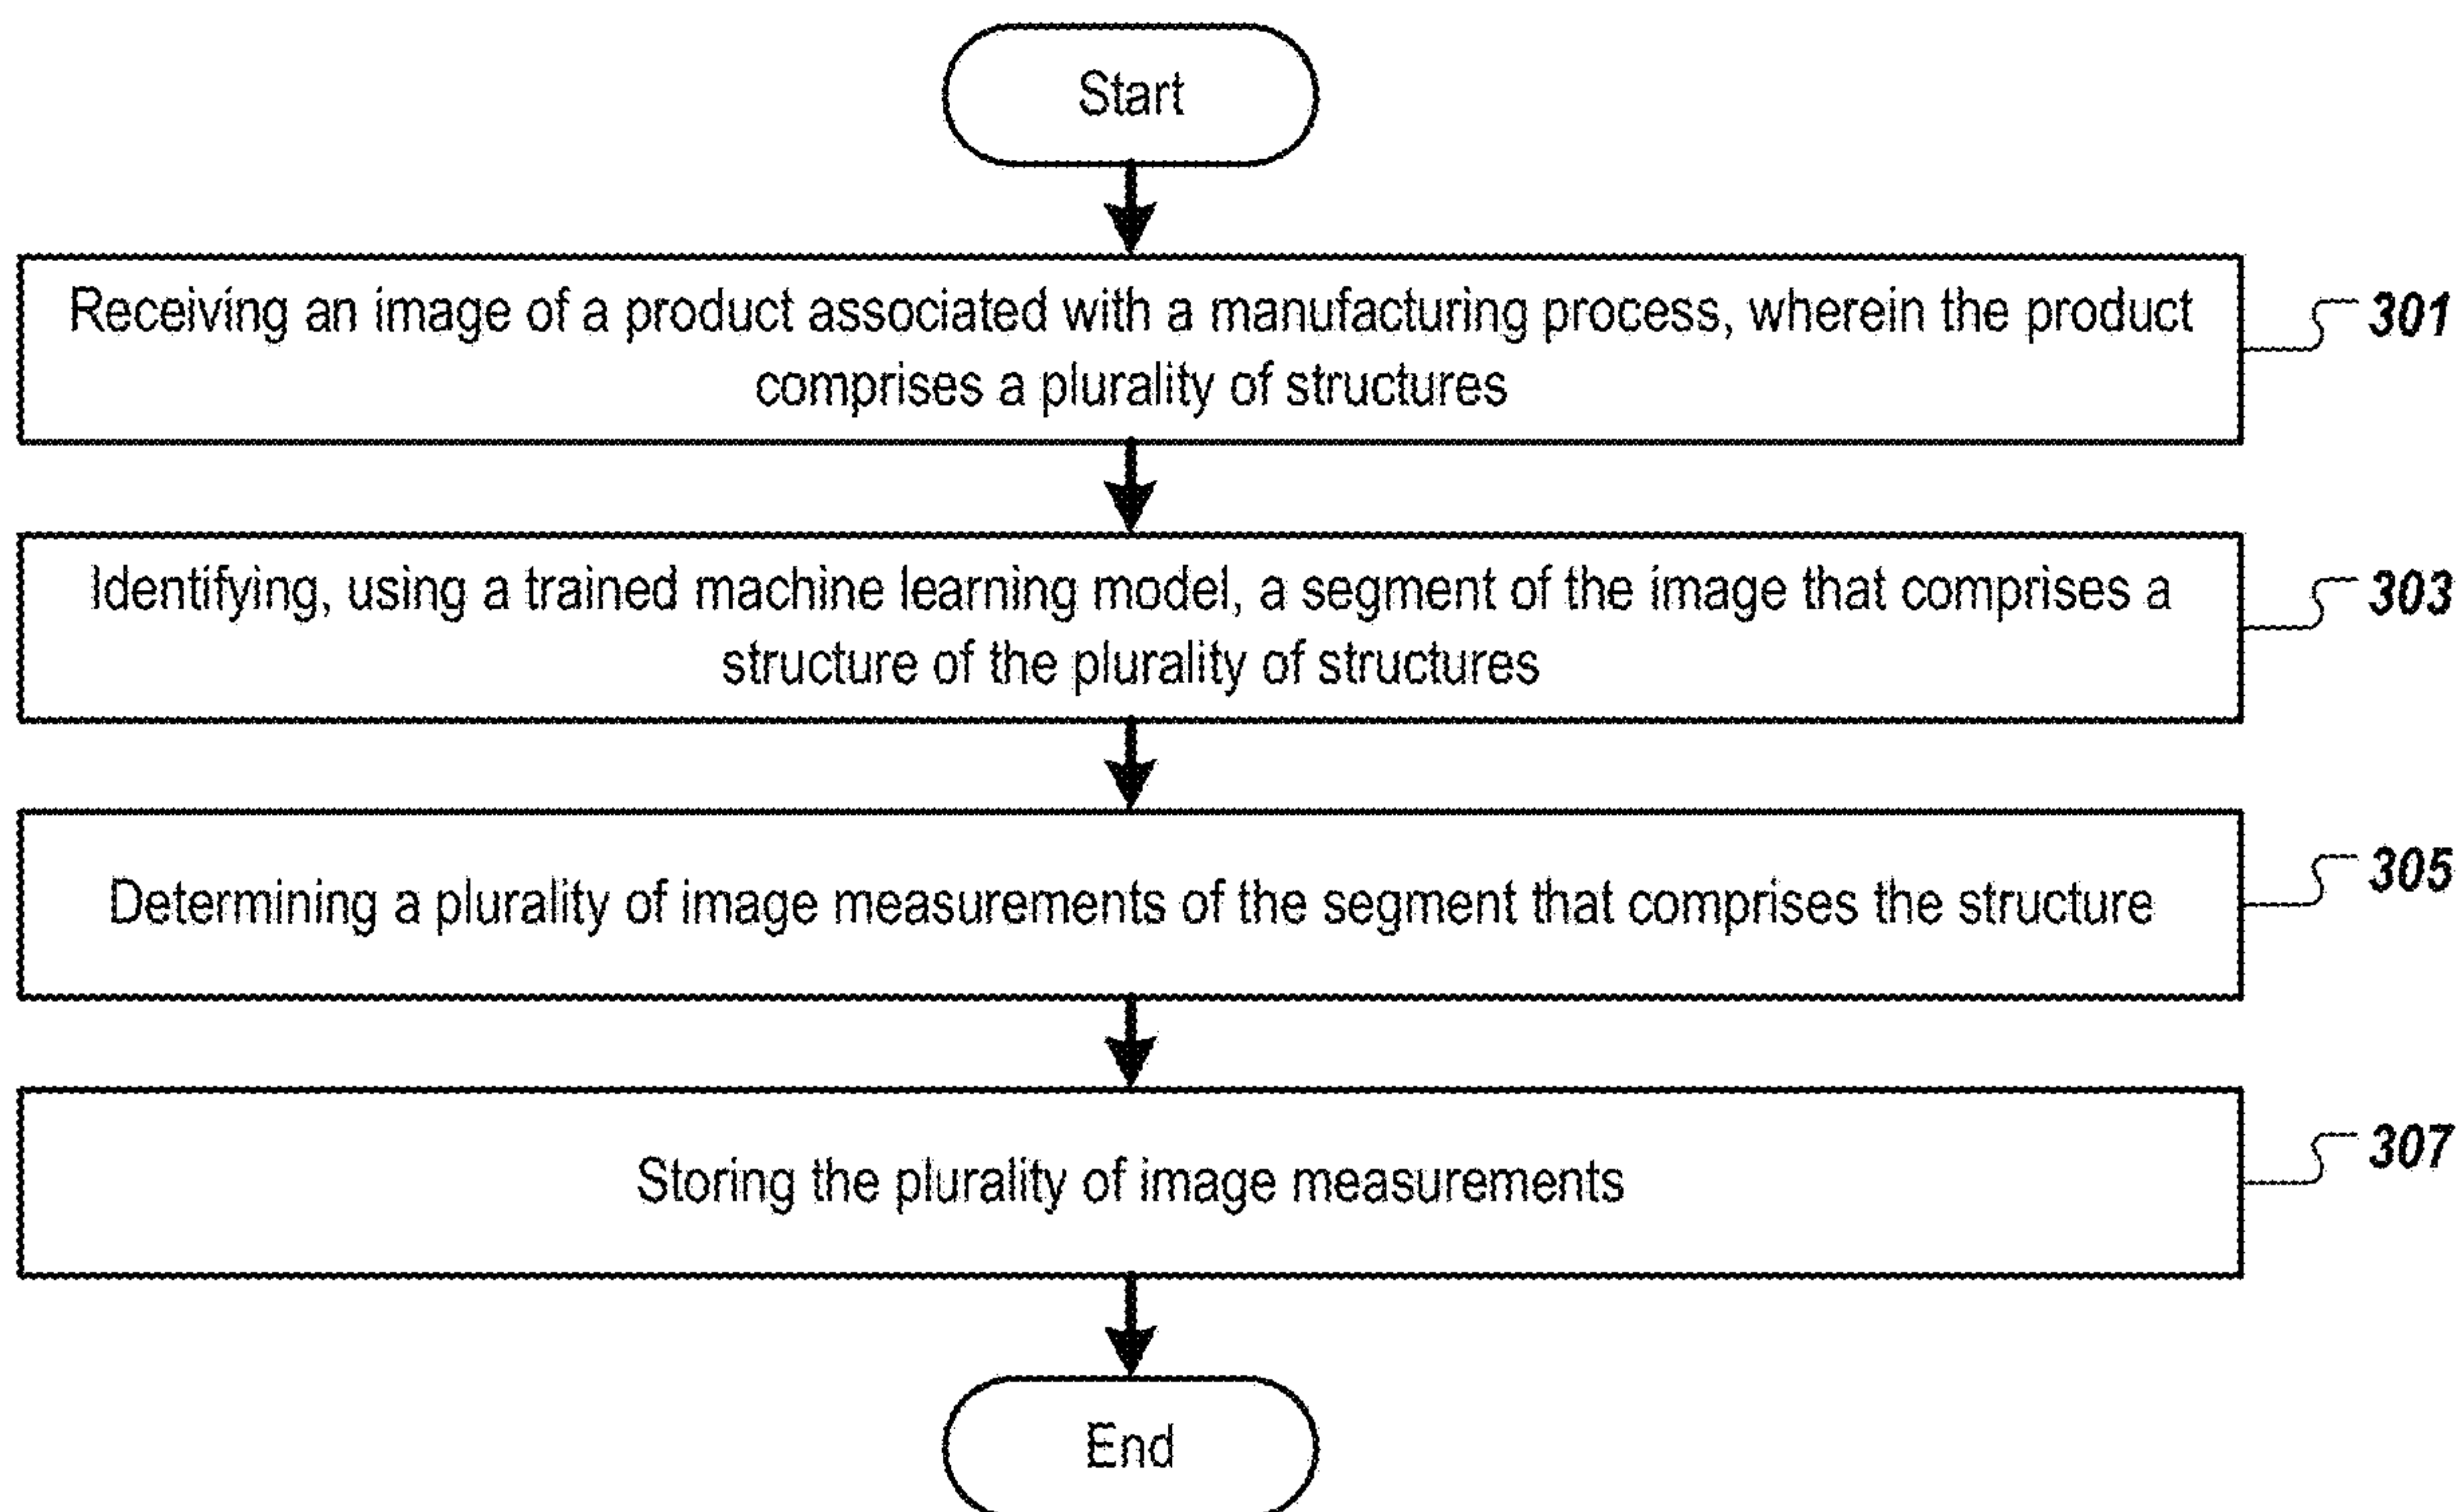 Start
Receiving an image of a product associated with a manufacturing process, wherein the product
comprises a plurality of structures
301
Identifying, using a trained machine learning model, a segment of the image that comprises a
structure of the plurality of structures
303
Determining a plurality of image measurements of the segment that comprises the structure
305
Storing the plurality of image measurements
307
End